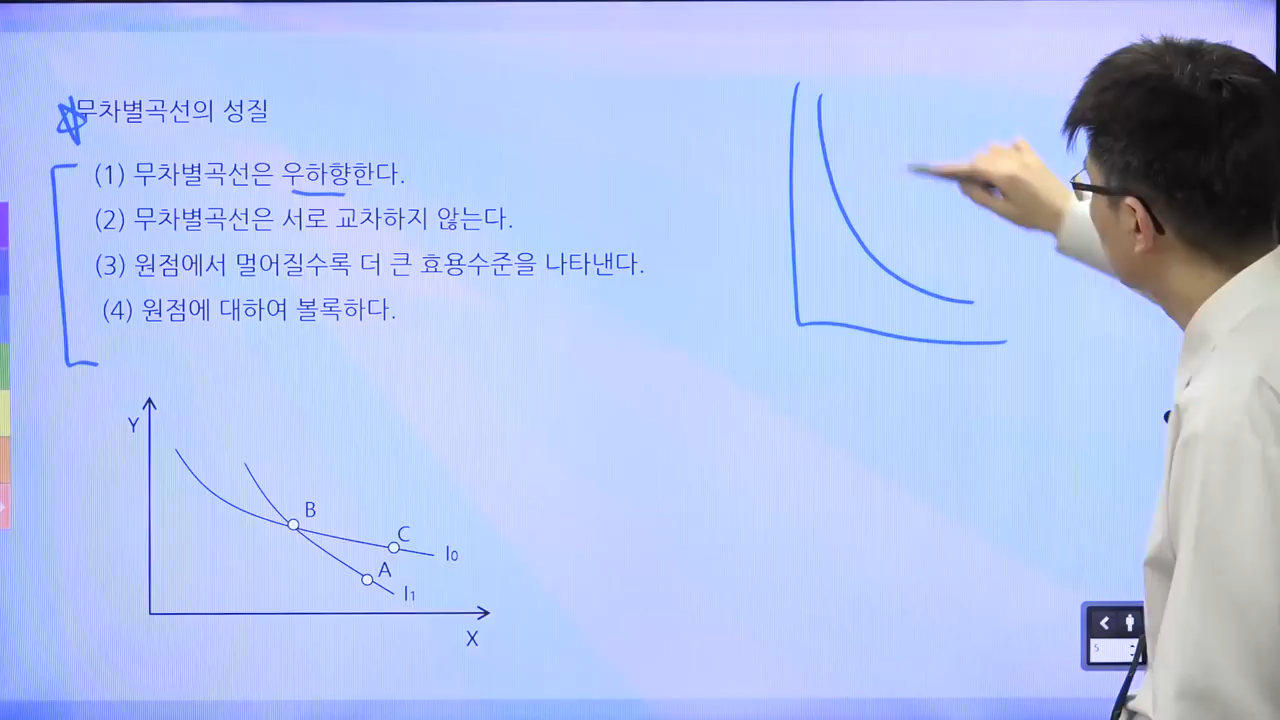 무차별곡선의 성질
(1) 무차별곡선은 우하향한다.
(2) 무차별곡선은 서로 교차하지 않는다.
(3) 원점에서 멀어질수록 더 큰 효용수준을 나타낸다.
(4) 원점에 대하여 볼록하다.
Y
B
C
I₀
A
I₁
X
5